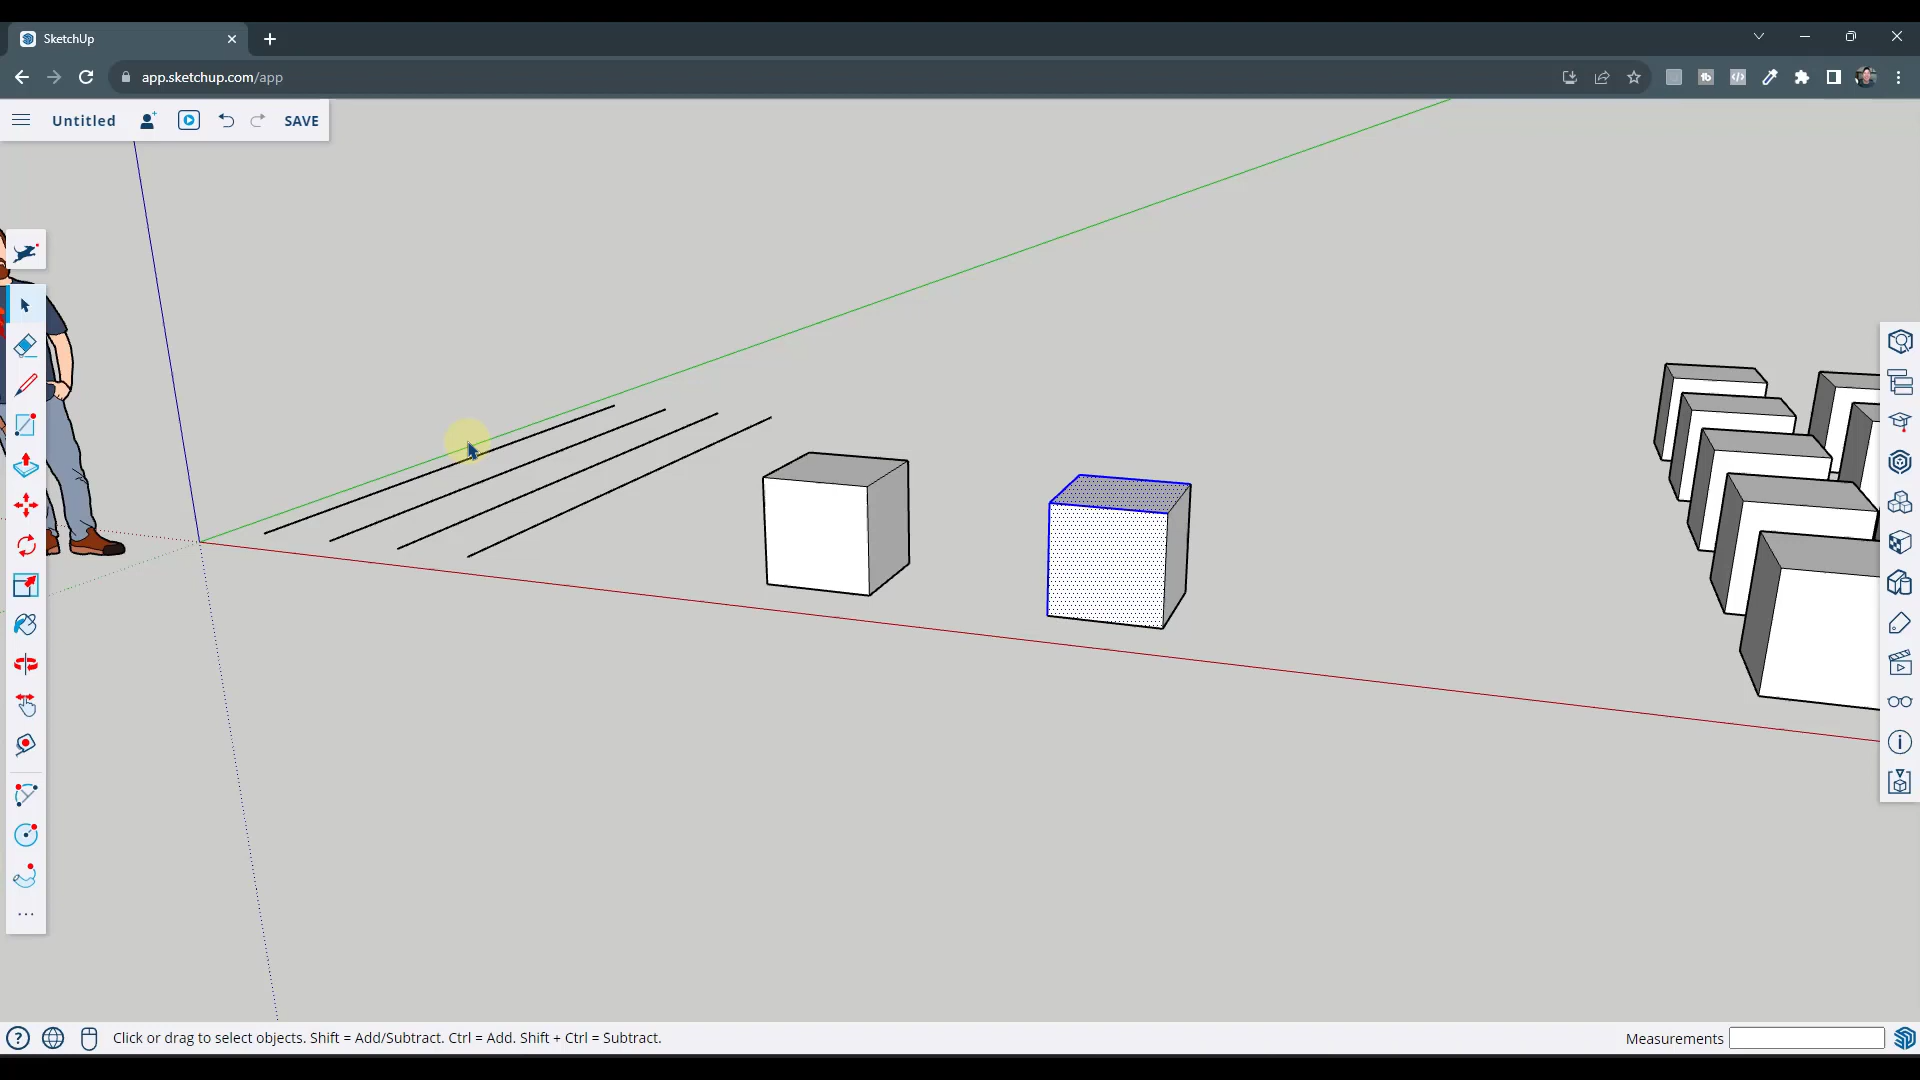 SketchUp
app.sketchup.com/app
Untitled
SAVE
Click or drag to select objects. Shift = Add/Subtract. Ctrl = Add. Shift + Ctrl = Subtract.
Measurements